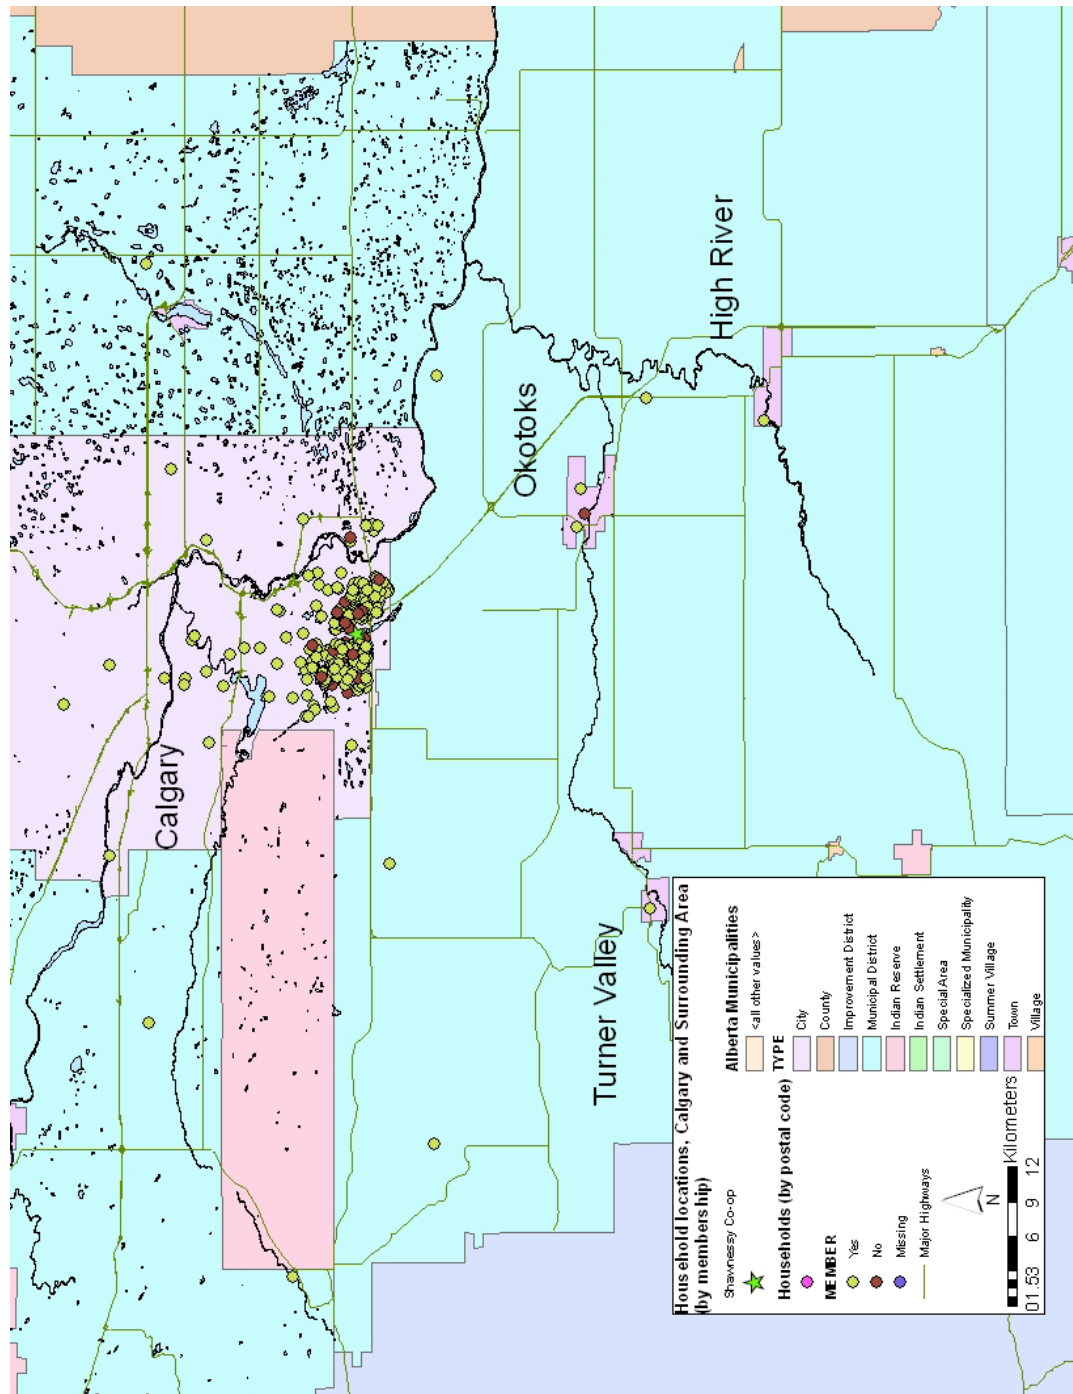 Calgary
Okotoks
High River
Turner Valley
Household locations, Calgary and Surrounding Area
(by membership)
Shawnessy Co-op
Households (by postal code)
MEMBER
Yes
No
Missing
Major Highways
Alberta Municipalities
<all other values>
TYPE
City
County
Improvement District
Municipal District
Indian Reserve
Indian Settlement
Special Area
Specialized Municipality
Summer Village
Town
Village
N
0 1.5 3 6 9 12
Kilometers